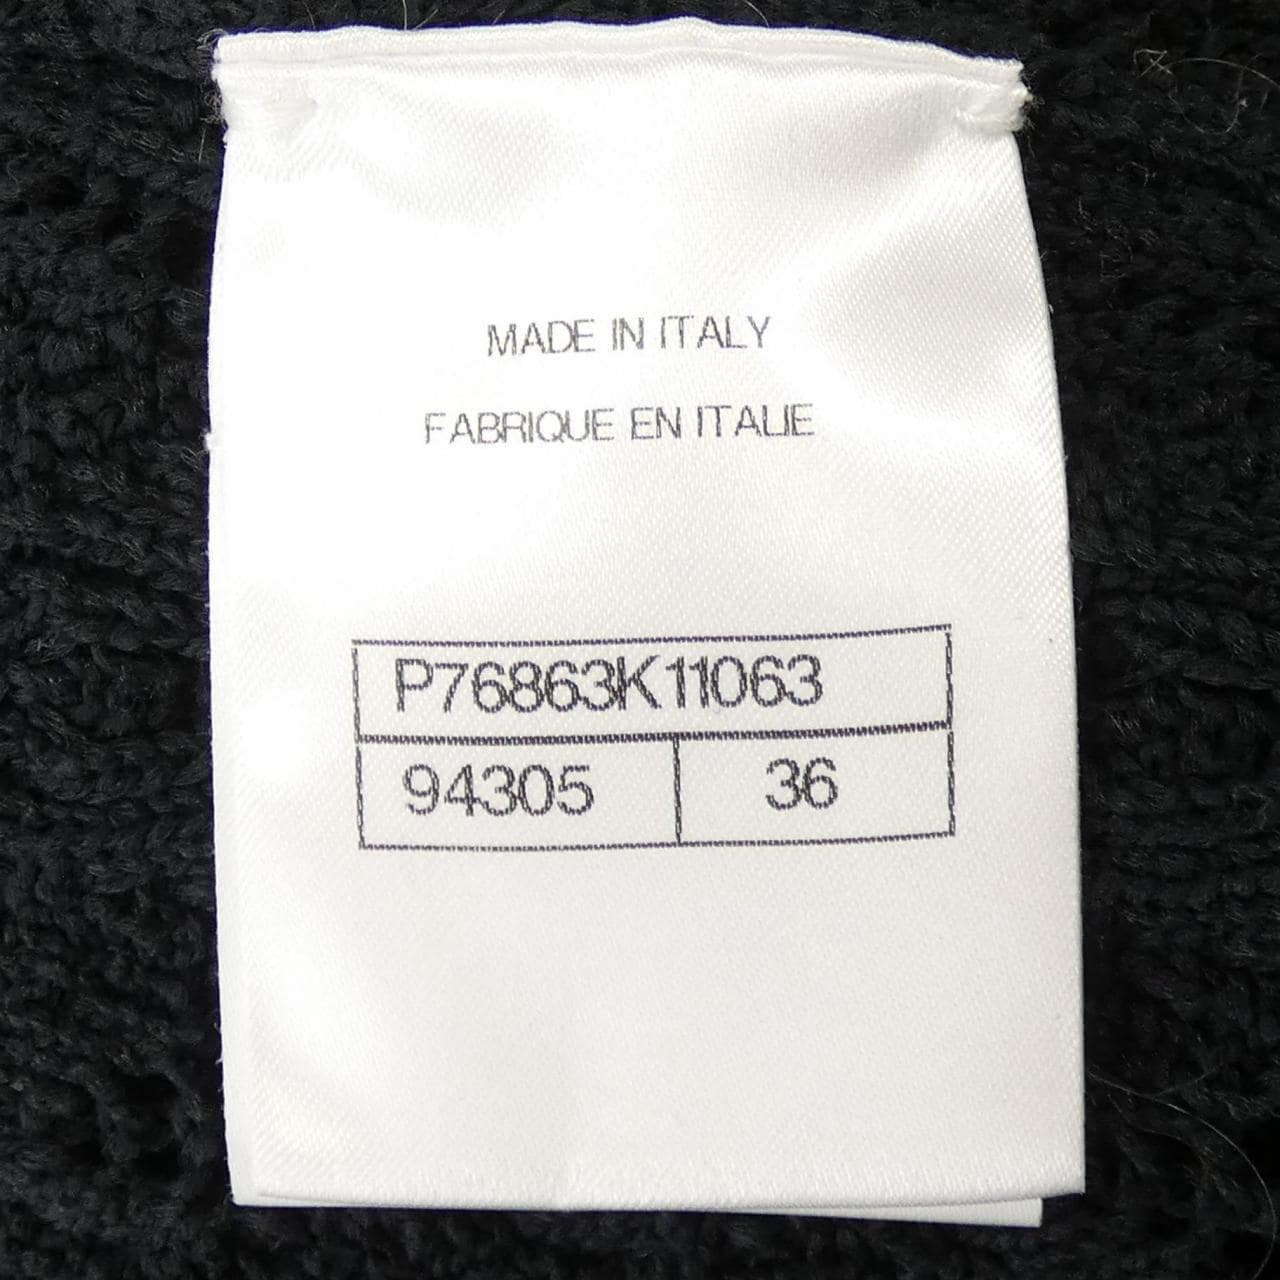 MADE IN ITALY
FABRIQUE EN ITALIE
P76863K11063
94305 36